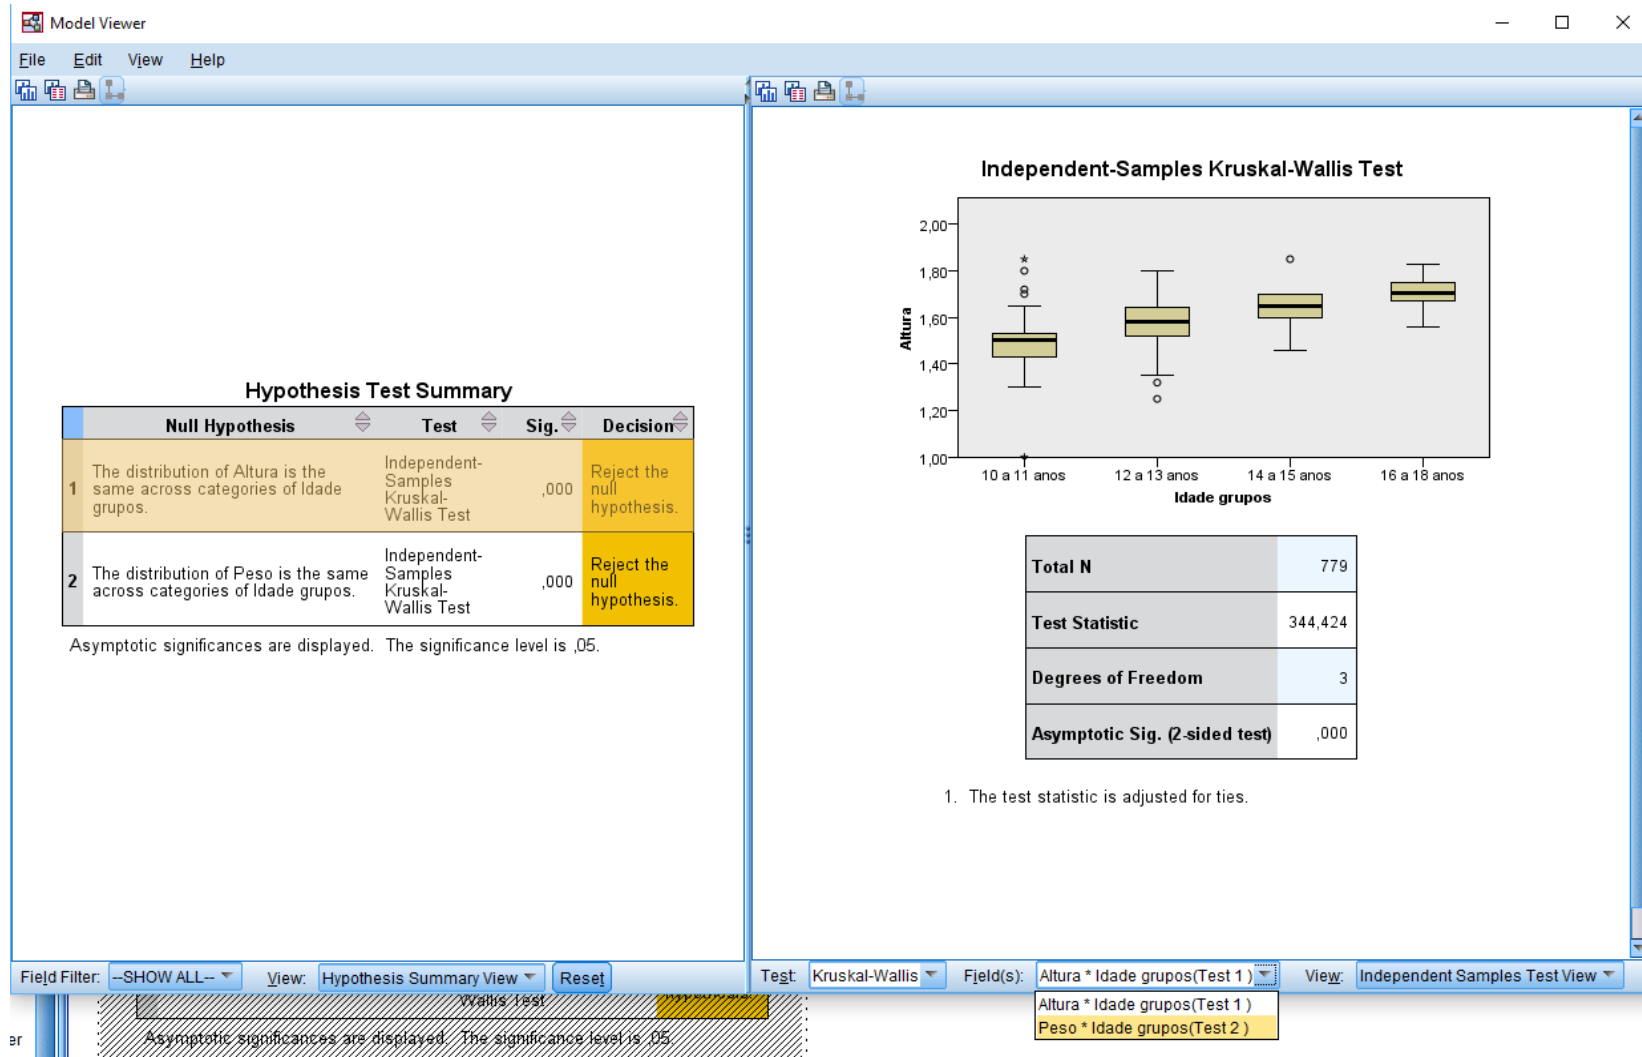 Model Viewer
File Edit View Help
Hypothesis Test Summary
Null Hypothesis Test Sig. Decision
1 The distribution of Altura is the same across categories of Idade grupos. Independent-Samples Kruskal-Wallis Test ,000 Reject the null hypothesis.
2 The distribution of Peso is the same across categories of Idade grupos. Independent-Samples Kruskal-Wallis Test ,000 Reject the null hypothesis.
Asymptotic significances are displayed. The significance level is ,05.
Field Filter: --SHOW ALL-- View: Hypothesis Summary View Reset
Independent-Samples Kruskal-Wallis Test
Altura
2,00
1,80
1,60
1,40
1,20
1,00
10 a 11 anos 12 a 13 anos 14 a 15 anos 16 a 18 anos
Idade grupos
Total N 779
Test Statistic 344,424
Degrees of Freedom 3
Asymptotic Sig. (2-sided test) ,000
1. The test statistic is adjusted for ties.
Test: Kruskal-Wallis Field(s): Altura * Idade grupos(Test 1 ) View: Independent Samples Test View
Altura * Idade grupos(Test 1 )
Peso * Idade grupos(Test 2 )
Wallis Test hypothesis.
er
Asymptotic significances are displayed. The significance level is ,05.